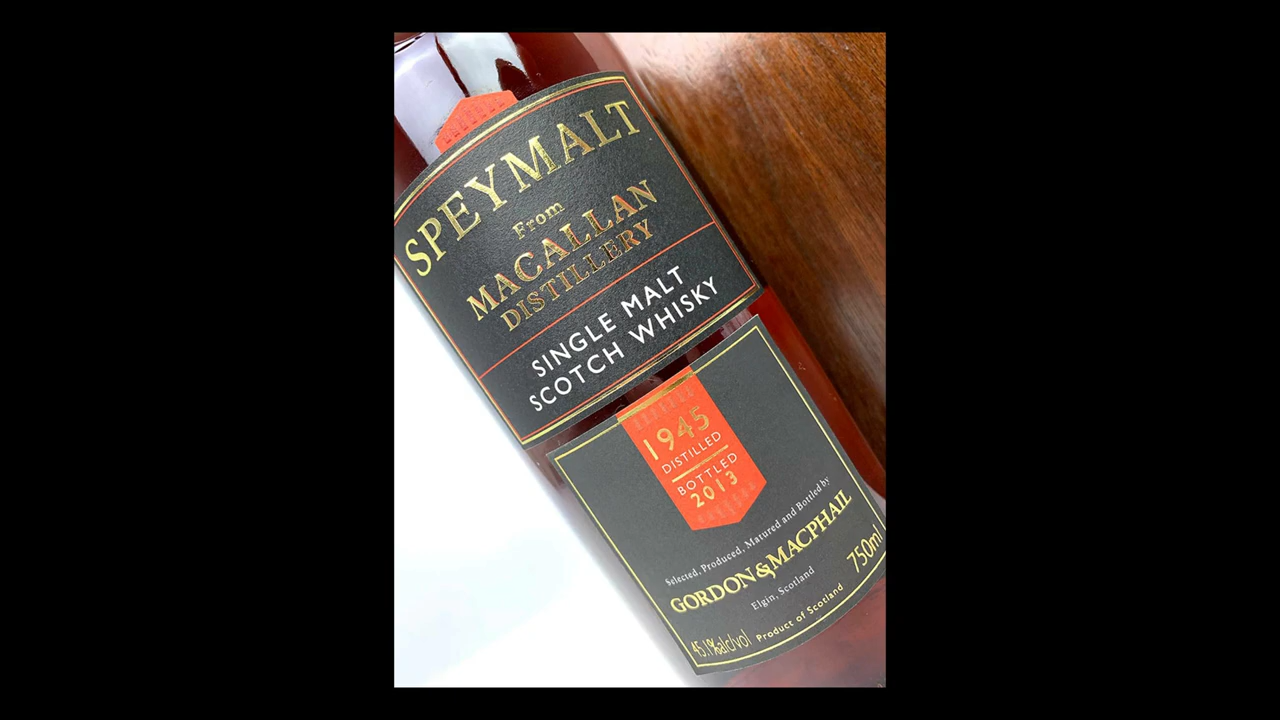 SPEYMALT
From
MACALLAN
DISTILLERY
SINGLE MALT
SCOTCH WHISKY
1945
DISTILLED
BOTTLED
2013
Selected, Produced, Matured and Bottled by
GORDON & MACPHAIL
Elgin, Scotland
45.1%alc/vol Product of Scotland 750ml